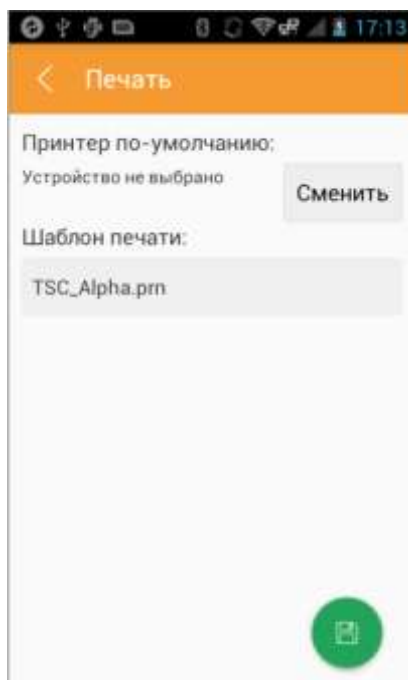 17:13
Печать
Принтер по-умолчанию:
Устройство не выбрано
Сменить
Шаблон печати:
TSC_Alpha.prn